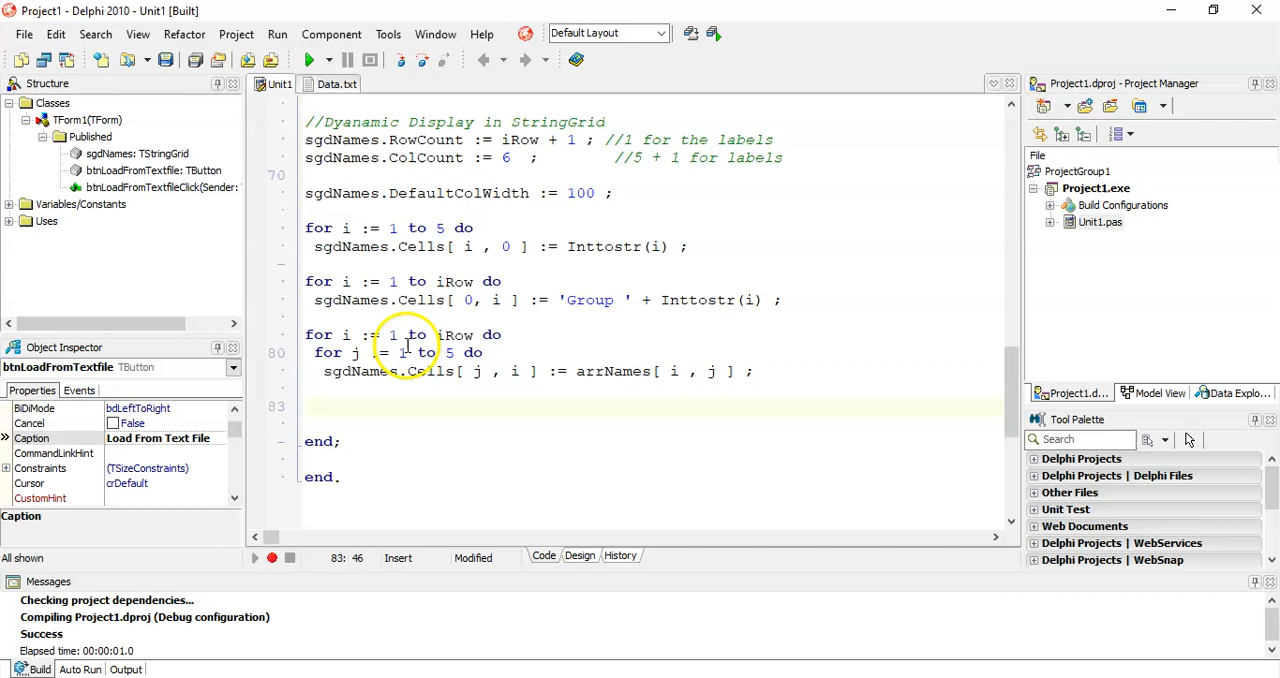 Project1 - Delphi 2010 - Unit1 [Built]
File Edit Search View Refactor Project Run Component Tools Window Help Default Layout
Structure
Classes
TForm1(TForm)
Published
sgdNames: TStringGrid
btnLoadFromTextfile: TButton
btnLoadFromTextfileClick(Sender:
Variables/Constants
Uses
Object Inspector
btnLoadFromTextfile TButton
Properties Events
BiDiMode bdLeftToRight
Cancel False
Caption Load From Text File
CommandLinkHint
Constraints (TSizeConstraints)
Cursor crDefault
CustomHint
Caption
All shown
Unit1 Data.txt
//Dyanamic Display in StringGrid
sgdNames.RowCount := iRow + 1 ; //1 for the labels
sgdNames.ColCount := 6 ; //5 + 1 for labels
70
sgdNames.DefaultColWidth := 100 ;
for i := 1 to 5 do
sgdNames.Cells[ i , 0 ] := Inttostr(i) ;
for i := 1 to iRow do
sgdNames.Cells[ 0, i ] := 'Group ' + Inttostr(i) ;
for i := 1 to iRow do
80 for j := 1 to 5 do
sgdNames.Cells[ j , i ] := arrNames[ i , j ] ;
83
end;
end.
83: 46 Insert Modified Code Design History
Project1.dproj - Project Manager
File
ProjectGroup1
Project1.exe
Build Configurations
Unit1.pas
Project1.d... Model View Data Explo...
Tool Palette
Search
Delphi Projects
Delphi Projects | Delphi Files
Other Files
Unit Test
Web Documents
Delphi Projects | WebServices
Delphi Projects | WebSnap
Messages
Checking project dependencies...
Compiling Project1.dproj (Debug configuration)
Success
Elapsed time: 00:00:01.0
Build Auto Run Output